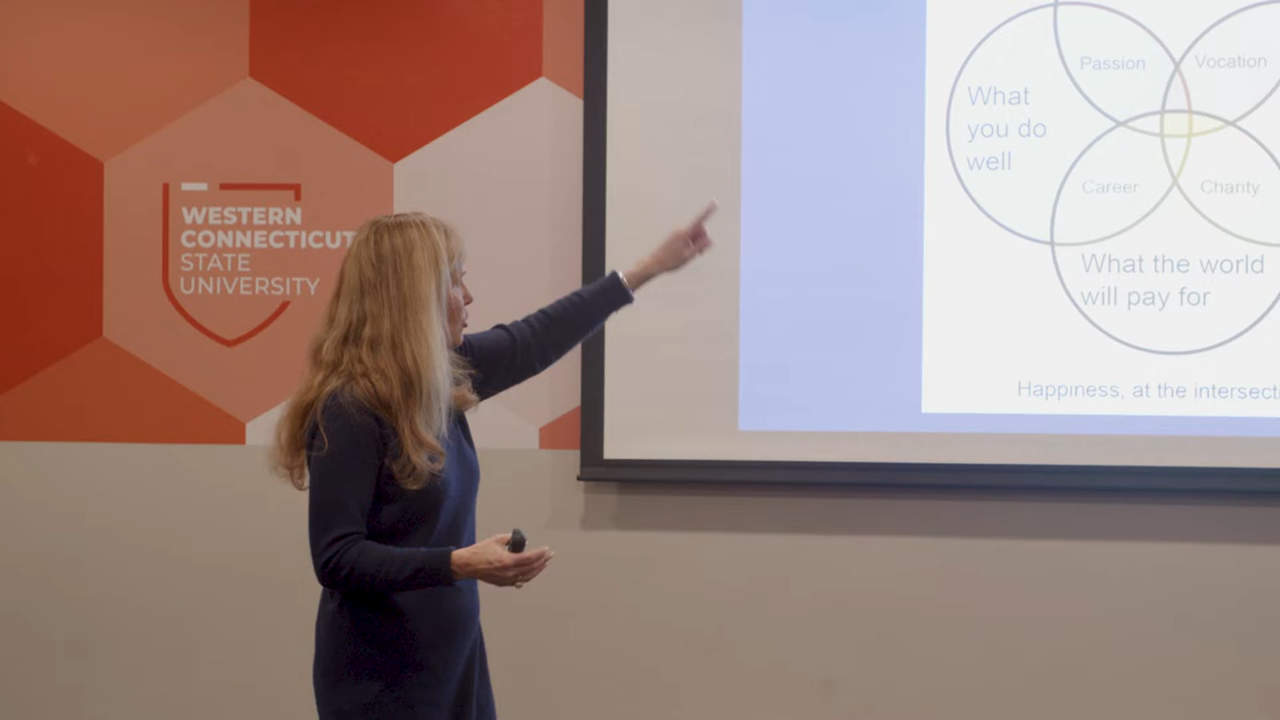 WESTERN
CONNECTICUT
STATE
UNIVERSITY
Passion
Vocation
What
you do
well
Career
Charity
What the world
will pay for
Happiness, at the